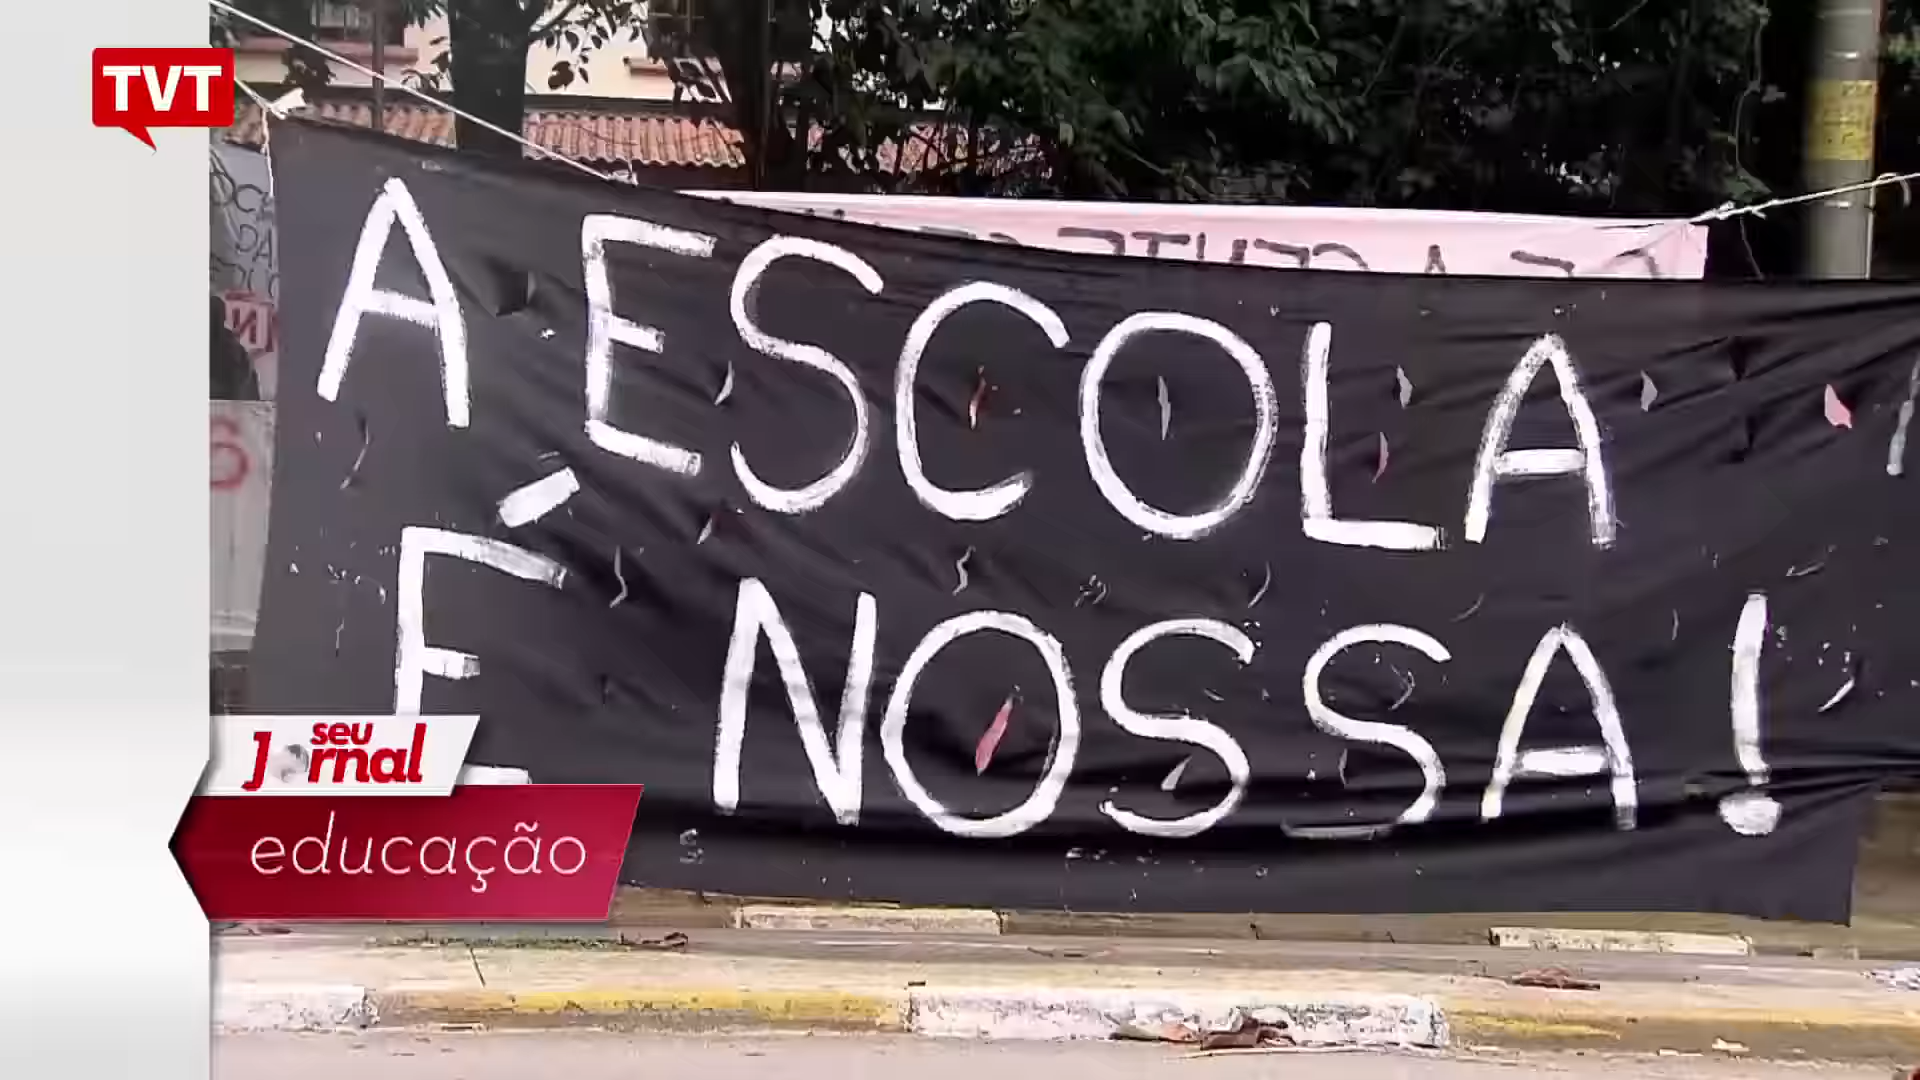 TVT
A ESCOLA
É NOSSA!
seu
Jornal
educação